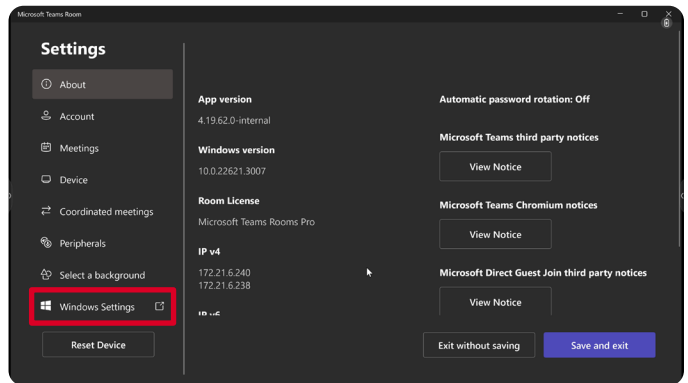 Microsoft Teams Room
Settings
About
Account
Meetings
Device
Coordinated meetings
Peripherals
Select a background
Windows Settings
Reset Device
App version
4.19.62.0-internal
Windows version
10.0.22621.3007
Room License
Microsoft Teams Rooms Pro
IP v4
172.21.6.240
172.21.6.238
IP v6
Automatic password rotation: Off
Microsoft Teams third party notices
View Notice
Microsoft Teams Chromium notices
View Notice
Microsoft Direct Guest Join third party notices
View Notice
Exit without saving
Save and exit